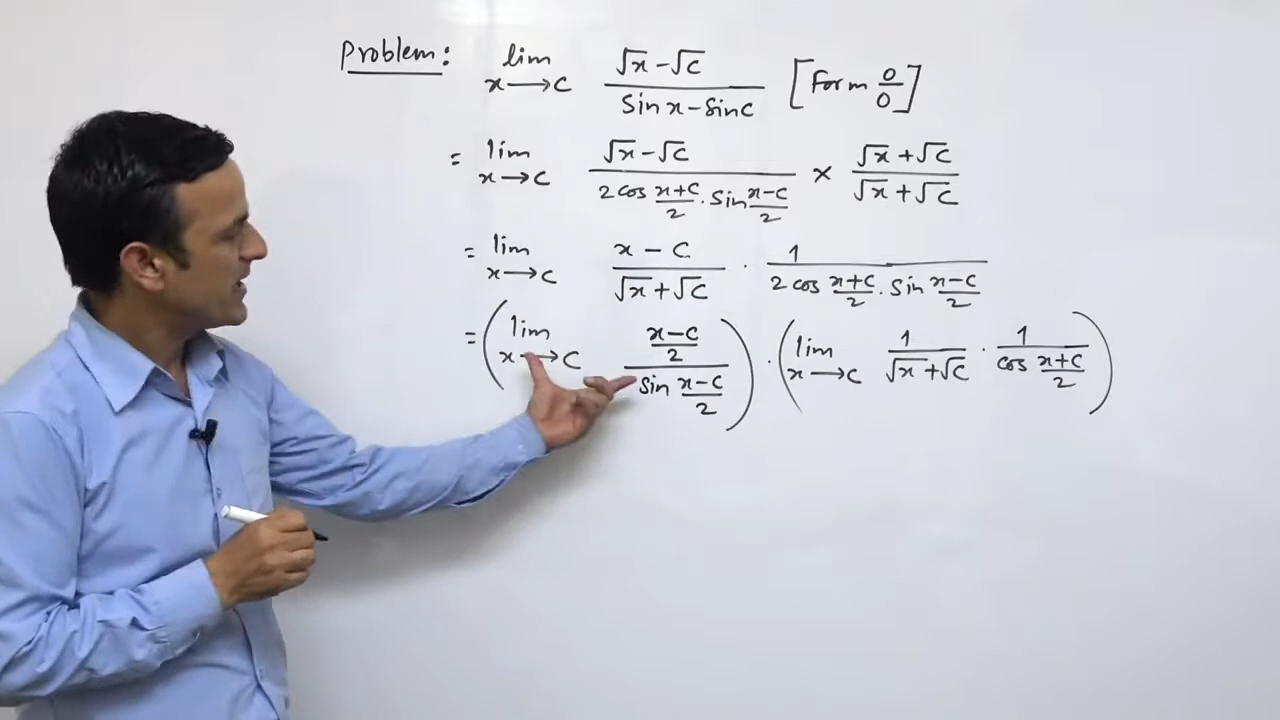 Problem: lim x→c (√x - √c)/(Sin x - Sin c) [Form 0/0]
= lim x→c (√x - √c)/(2 cos (x+c)/2 . Sin (x-c)/2) × (√x + √c)/(√x + √c)
= lim x→c (x - c)/(√x + √c) . 1/(2 cos (x+c)/2 . Sin (x-c)/2)
= (lim x→c ((x-c)/2)/(sin (x-c)/2)) . (lim x→c 1/(√x + √c) . 1/(cos (x+c)/2))